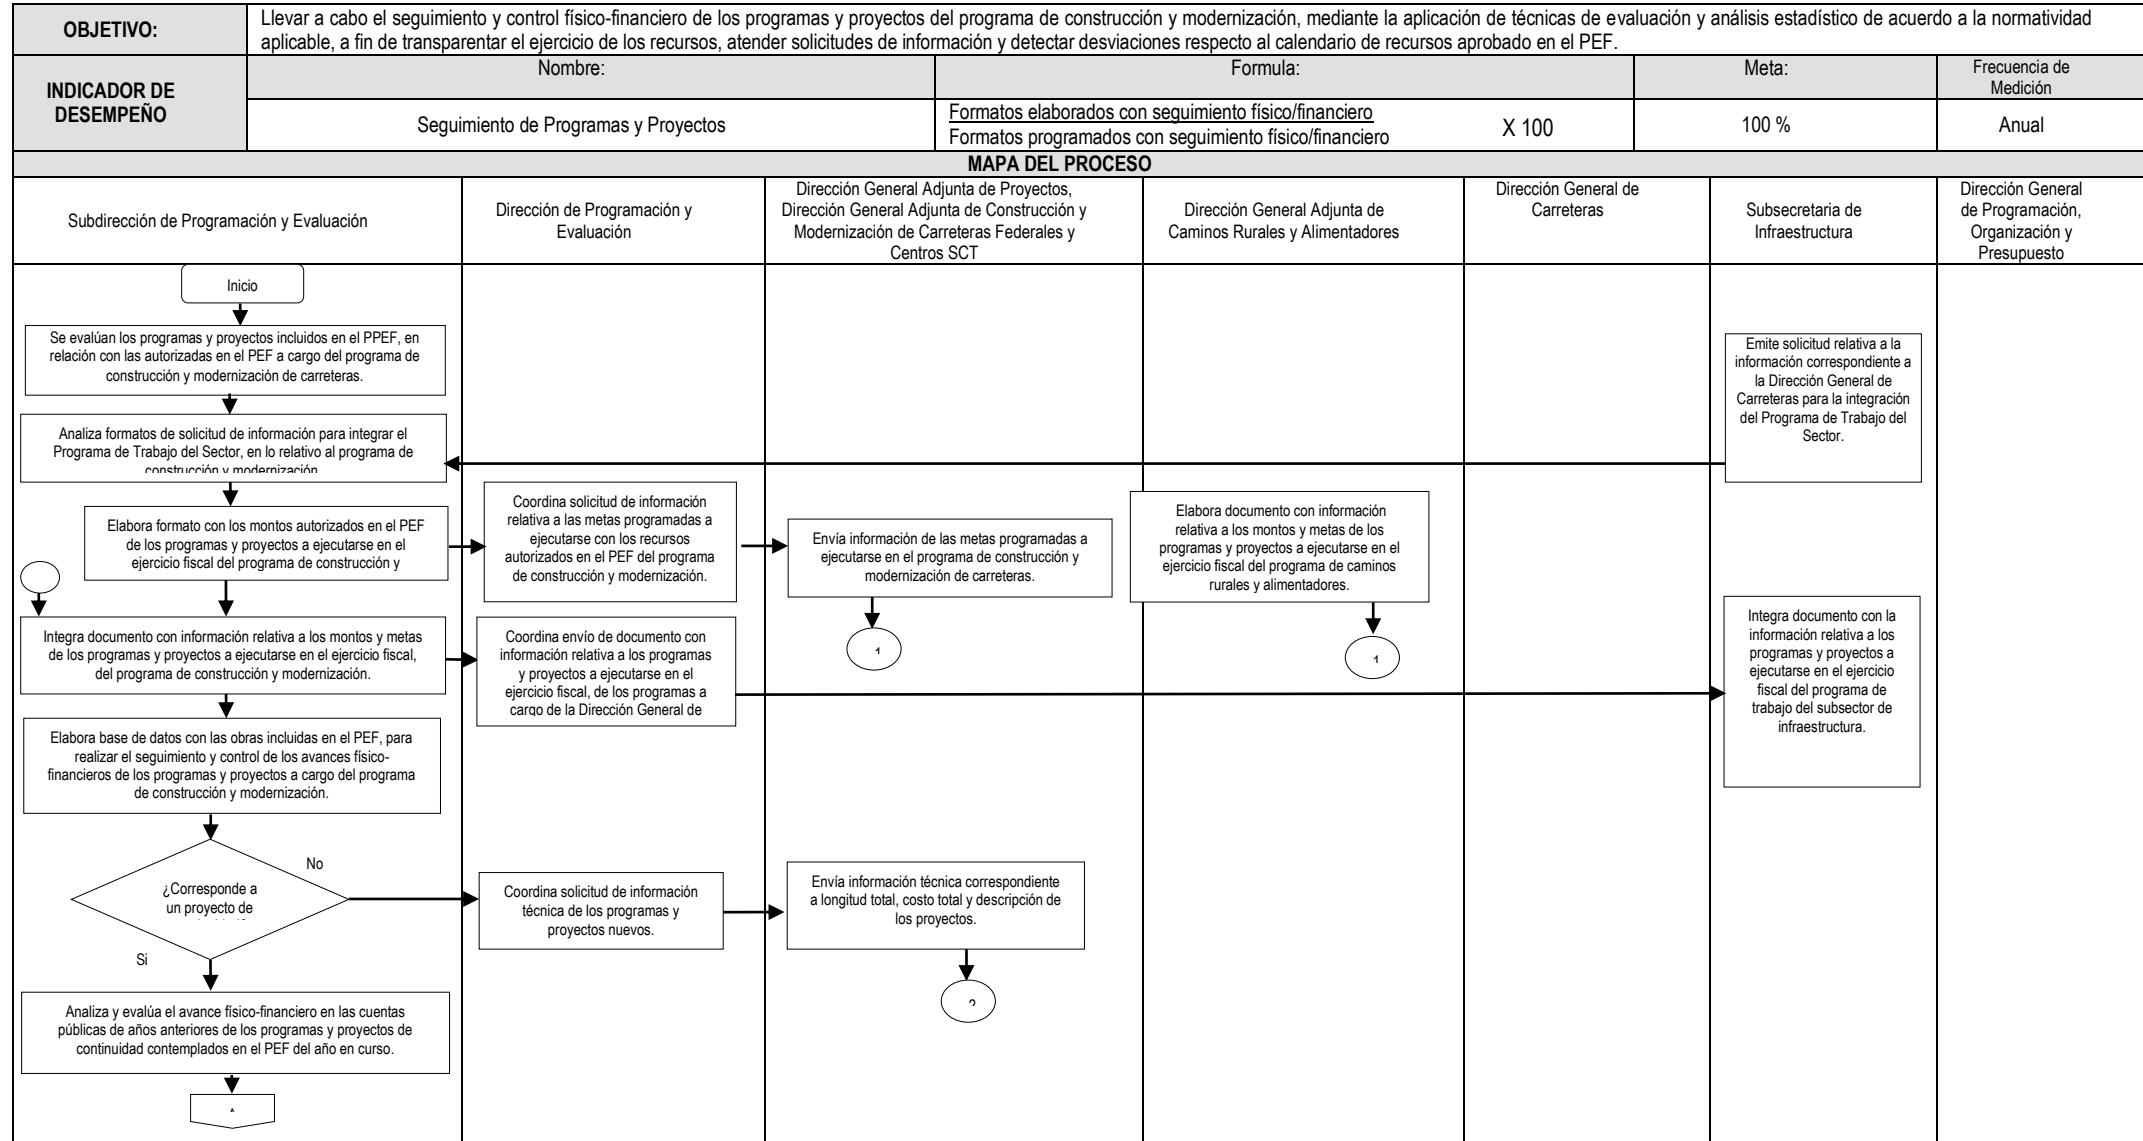 OBJETIVO:
Llevar a cabo el seguimiento y control físico-financiero de los programas y proyectos del programa de construcción y modernización, mediante la aplicación de técnicas de evaluación y análisis estadístico de acuerdo a la normatividad
aplicable, a fin de transparentar el ejercicio de los recursos, atender solicitudes de información y detectar desviaciones respecto al calendario de recursos aprobado en el PEF.
INDICADOR DE
DESEMPEÑO
Nombre:
Formula:
Meta:
Frecuencia de
Medición
Seguimiento de Programas y Proyectos
Formatos elaborados con seguimiento físico/financiero
Formatos programados con seguimiento físico/financiero
X 100
100 %
Anual
MAPA DEL PROCESO
Subdirección de Programación y Evaluación
Dirección de Programación y
Evaluación
Dirección General Adjunta de Proyectos,
Dirección General Adjunta de Construcción y
Modernización de Carreteras Federales y
Centros SCT
Dirección General Adjunta de
Caminos Rurales y Alimentadores
Dirección General de
Carreteras
Subsecretaria de
Infraestructura
Dirección General
de Programación,
Organización y
Presupuesto
Inicio
Se evalúan los programas y proyectos incluidos en el PPEF, en
relación con las autorizadas en el PEF a cargo del programa de
construcción y modernización de carreteras.
Emite solicitud relativa a la
información correspondiente a
la Dirección General de
Carreteras para la integración
del Programa de Trabajo del
Sector.
Analiza formatos de solicitud de información para integrar el
Programa de Trabajo del Sector, en lo relativo al programa de
construcción y modernización
Elabora formato con los montos autorizados en el PEF
de los programas y proyectos a ejecutarse en el
ejercicio fiscal del programa de construcción y
Coordina solicitud de información
relativa a las metas programadas a
ejecutarse con los recursos
autorizados en el PEF del programa
de construcción y modernización.
Envía información de las metas programadas a
ejecutarse en el programa de construcción y
modernización de carreteras.
Elabora documento con información
relativa a los montos y metas de los
programas y proyectos a ejecutarse en el
ejercicio fiscal del programa de caminos
rurales y alimentadores.
Integra documento con información relativa a los montos y metas
de los programas y proyectos a ejecutarse en el ejercicio fiscal,
del programa de construcción y modernización.
Coordina envío de documento con
información relativa a los programas
y proyectos a ejecutarse en el
ejercicio fiscal, de los programas a
cargo de la Dirección General de
1
1
Integra documento con la
información relativa a los
programas y proyectos a
ejecutarse en el ejercicio
fiscal del programa de
trabajo del subsector de
infraestructura.
Elabora base de datos con las obras incluidas en el PEF, para
realizar el seguimiento y control de los avances físico-
financieros de los programas y proyectos a cargo del programa
de construcción y modernización.
¿Corresponde a
un proyecto de
No
Si
Coordina solicitud de información
técnica de los programas y
proyectos nuevos.
Envía información técnica correspondiente
a longitud total, costo total y descripción de
los proyectos.
2
Analiza y evalúa el avance físico-financiero en las cuentas
públicas de años anteriores de los programas y proyectos de
continuidad contemplados en el PEF del año en curso.